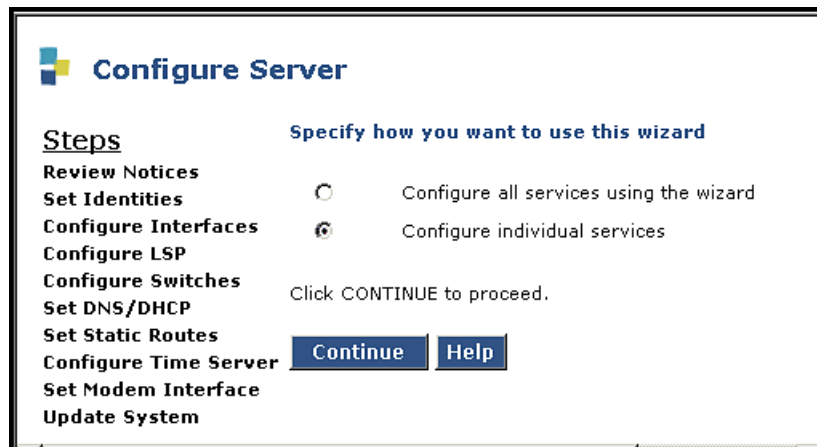 Configure Server
Steps
Review Notices
Set Identities
Configure Interfaces
Configure LSP
Configure Switches
Set DNS/DHCP
Set Static Routes
Configure Time Server
Set Modem Interface
Update System
Specify how you want to use this wizard
Configure all services using the wizard
Configure individual services
Click CONTINUE to proceed.
Continue
Help